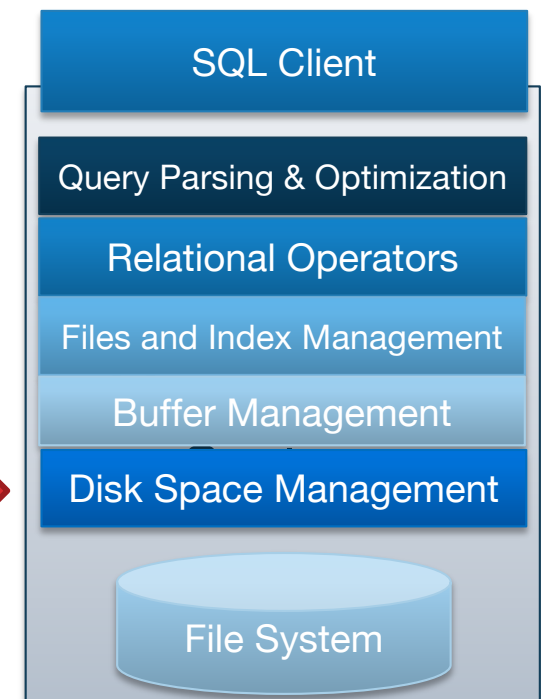 SQL Client
Query Parsing & Optimization
Relational Operators
Files and Index Management
Buffer Management
Disk Space Management
File System